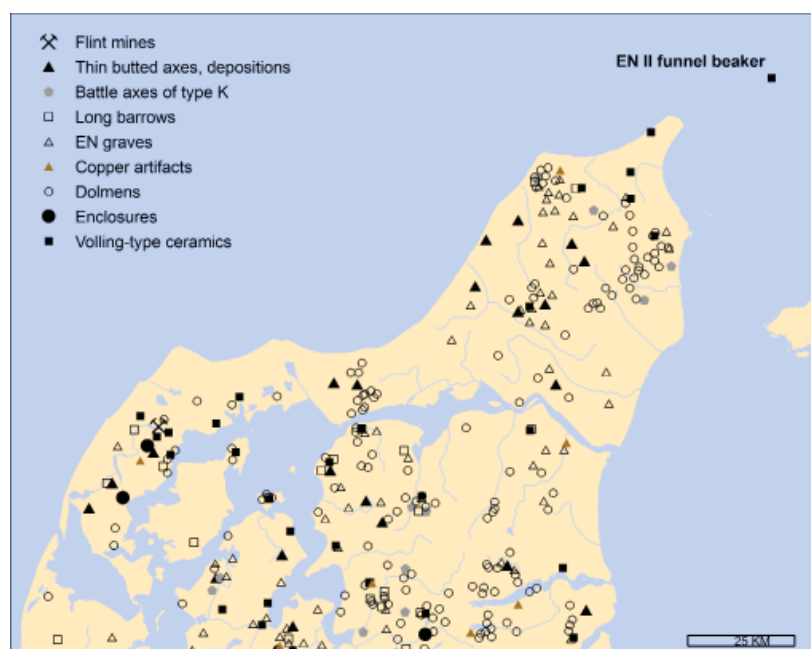 Flint mines
Thin butted axes, depositions
Battle axes of type K
Long barrows
EN graves
Copper artifacts
Dolmens
Enclosures
Volling-type ceramics
EN II funnel beaker
25 KM